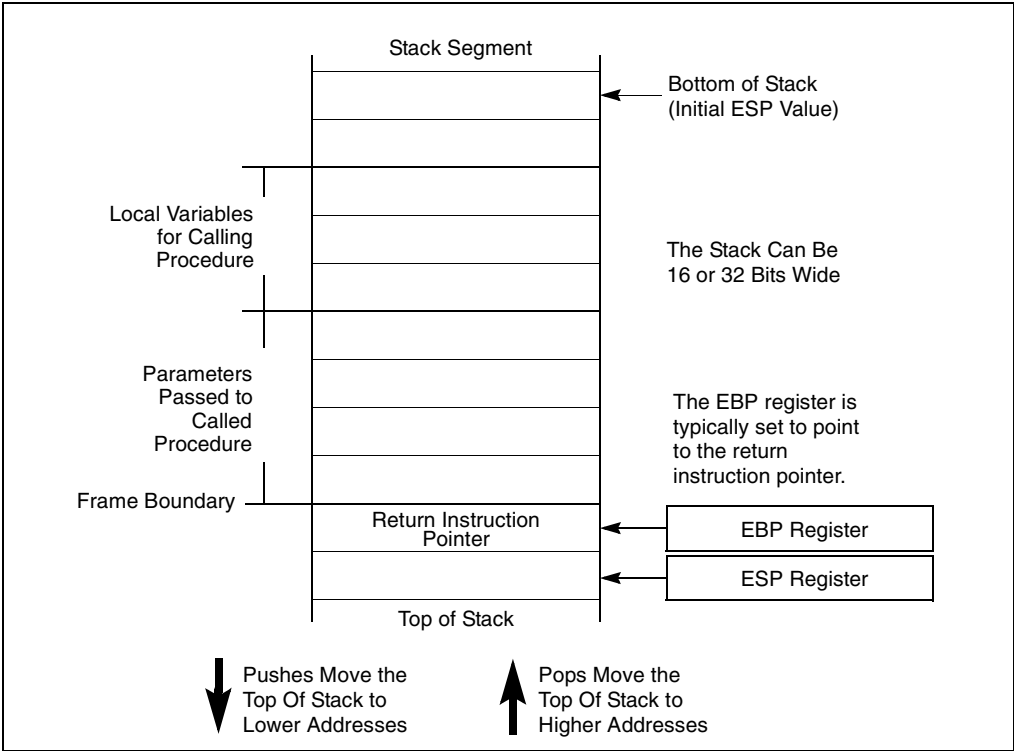 Stack Segment
Bottom of Stack
(Initial ESP Value)
Local Variables
for Calling
Procedure
The Stack Can Be
16 or 32 Bits Wide
Parameters
Passed to
Called
Procedure
The EBP register is
typically set to point
to the return
instruction pointer.
Frame Boundary
Return Instruction
Pointer
EBP Register
ESP Register
Top of Stack
Pushes Move the
Top Of Stack to
Lower Addresses
Pops Move the
Top Of Stack to
Higher Addresses